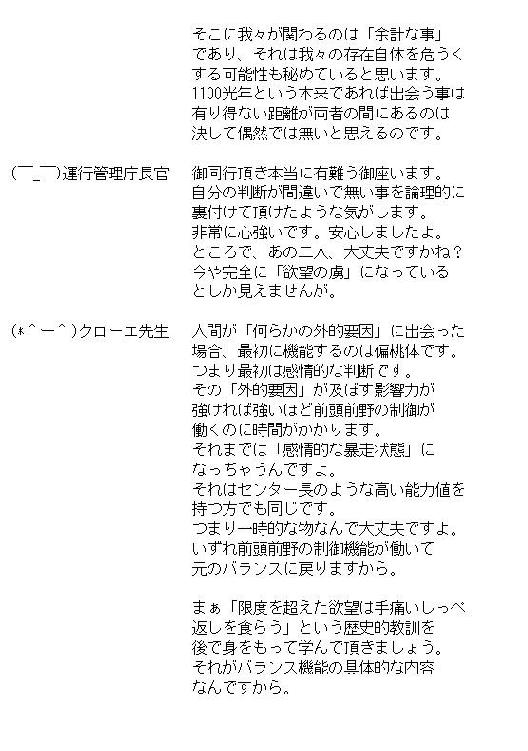 そこに我々が関わるのは「余計な事」
であり、それは我々の存在自体を危うく
する可能性も秘めていると思います。
1100光年という本来であれば出会う事は
有り得ない距離が両者の間にあるのは
決して偶然では無いと思えるのです。
(￣_￣)運行管理庁長官 御同行頂き本当に有難う御座います。
自分の判断が間違いで無い事を論理的に
裏付けて頂けたような気がします。
非常に心強いです。安心しましたよ。
ところで、あの二人、大丈夫ですかね?
今や完全に「欲望の虜」になっている
としか見えませんが。
(*＾ー＾)クローエ先生 人間が「何らかの外的要因」に出会った
場合、最初に機能するのは偏桃体です。
つまり最初は感情的な判断です。
その「外的要因」が及ぼす影響力が
強ければ強いほど前頭前野の制御が
働くのに時間がかかります。
それまでは「感情的な暴走状態」に
なっちゃうんですよ。
それはセンター長のような高い能力値を
持つ方でも同じです。
つまり一時的な物なんで大丈夫ですよ。
いずれ前頭前野の制御機能が働いて
元のバランスに戻りますから。
まぁ「限度を超えた欲望は手痛いしっぺ
返しを食らう」という歴史的教訓を
後で身をもって学んで頂きましょう。
それがバランス機能の具体的な内容
なんですから。